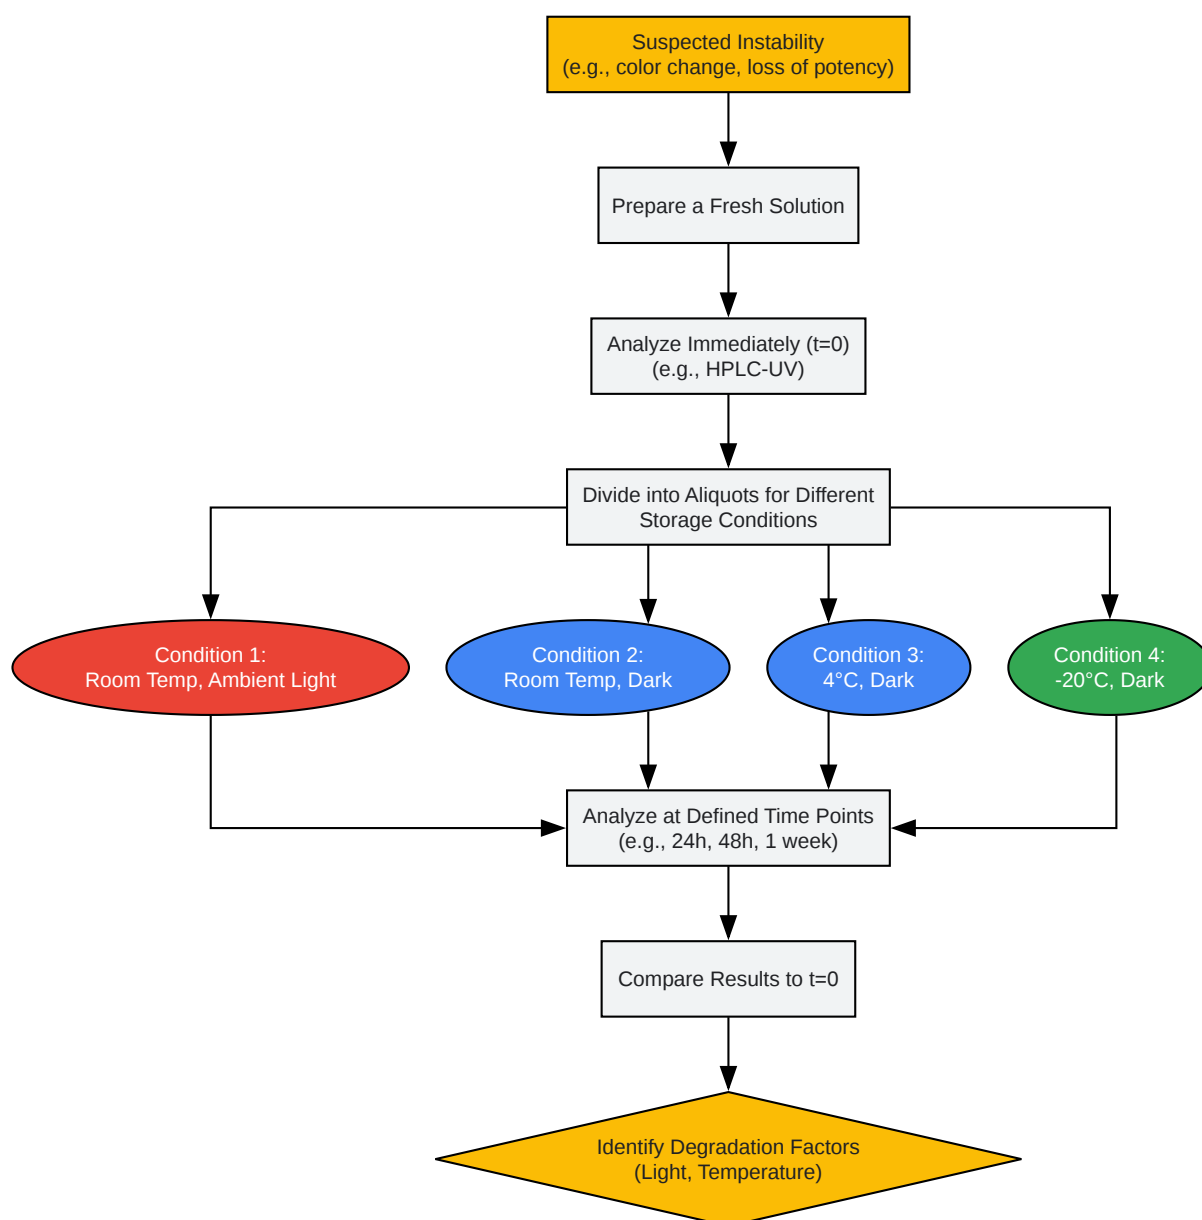 Suspected Instability
(e.g., color change, loss of potency)
Prepare a Fresh Solution
Analyze Immediately (t=0)
(e.g., HPLC-UV)
Divide into Aliquots for Different
Storage Conditions
Condition 1:
Room Temp, Ambient Light
Condition 2:
Room Temp, Dark
Condition 3:
4°C, Dark
Condition 4:
-20°C, Dark
Analyze at Defined Time Points
(e.g., 24h, 48h, 1 week)
Compare Results to t=0
Identify Degradation Factors
(Light, Temperature)